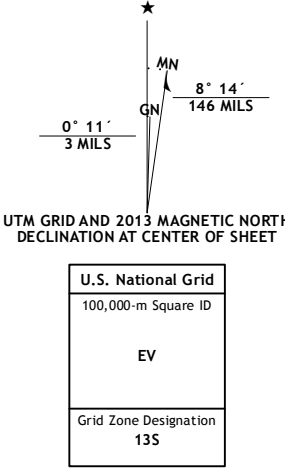 ★
MN
GN
8° 14´
146 MILS
0° 11´
3 MILS
UTM GRID AND 2013 MAGNETIC NORTH
DECLINATION AT CENTER OF SHEET
U.S. National Grid
100,000-m Square ID
EV
Grid Zone Designation
13S